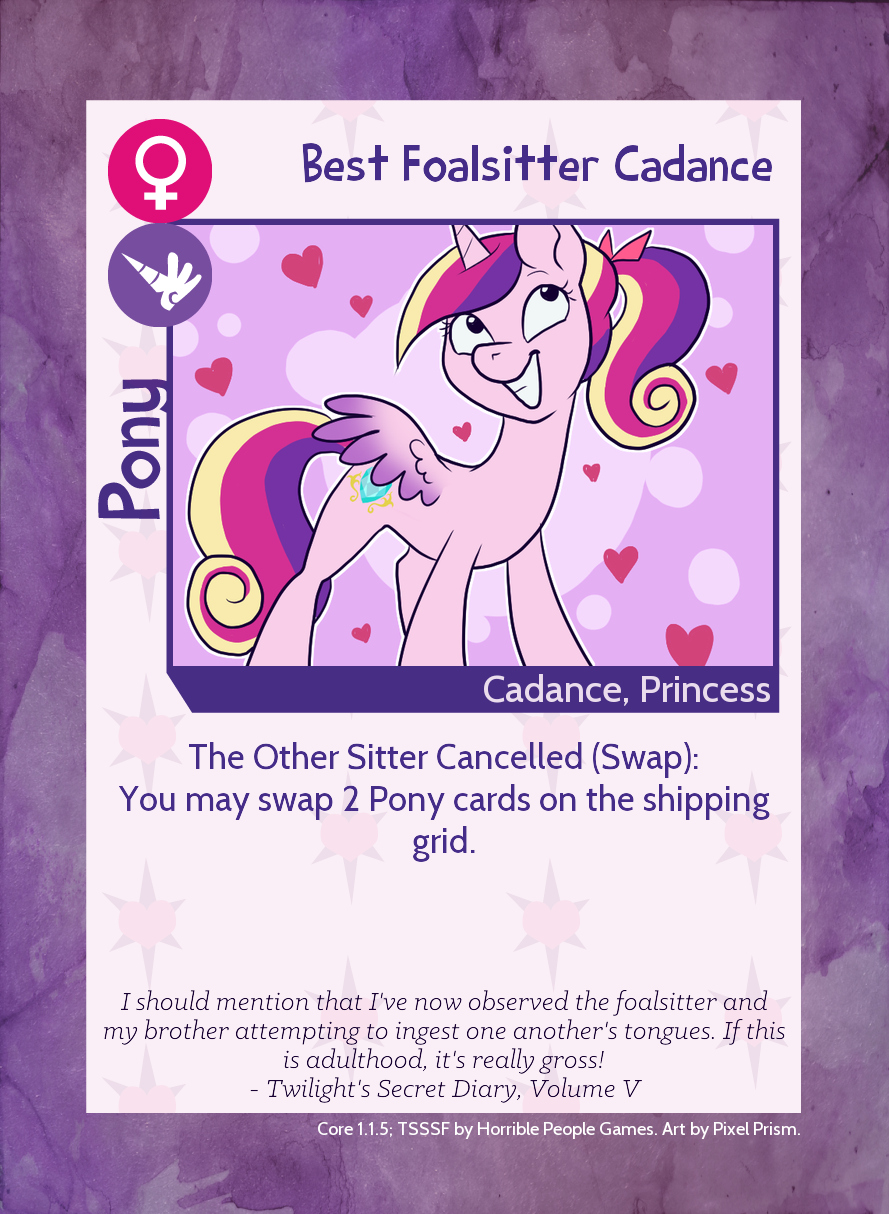 Best Foalsitter Cadance
Pony
Cadance, Princess
The Other Sitter Cancelled (Swap):
You may swap 2 Pony cards on the shipping
grid.
I should mention that I've now observed the foalsitter and
my brother attempting to ingest one another's tongues. If this
is adulthood, it's really gross!
- Twilight's Secret Diary, Volume V
Core 1.1.5; TSSSF by Horrible People Games. Art by Pixel Prism.